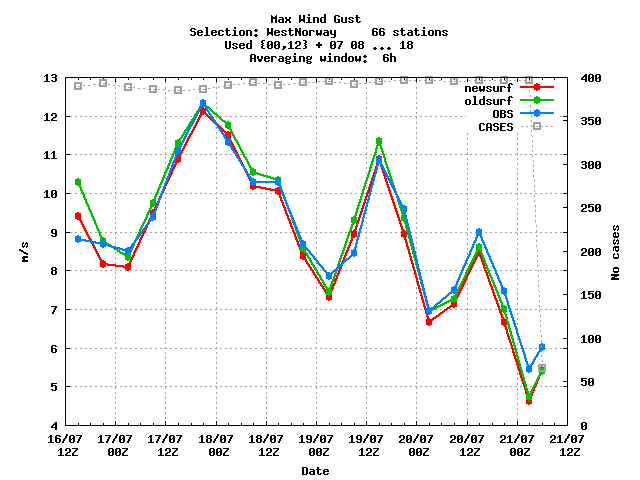 Max Wind Gust
Selection: WestNorway     66 stations
Used {00,12} + 07 08 ... 18
Averaging window:  6h
13
12
11
10
9
8
7
6
5
4
m/s
400
350
300
250
200
150
100
50
0
No cases
newsurf
oldsurf
OBS
CASES
16/07 17/07 17/07 18/07 18/07 19/07 19/07 20/07 20/07 21/07 21/07
12Z 00Z 12Z 00Z 12Z 00Z 12Z 00Z 12Z 00Z 12Z
Date